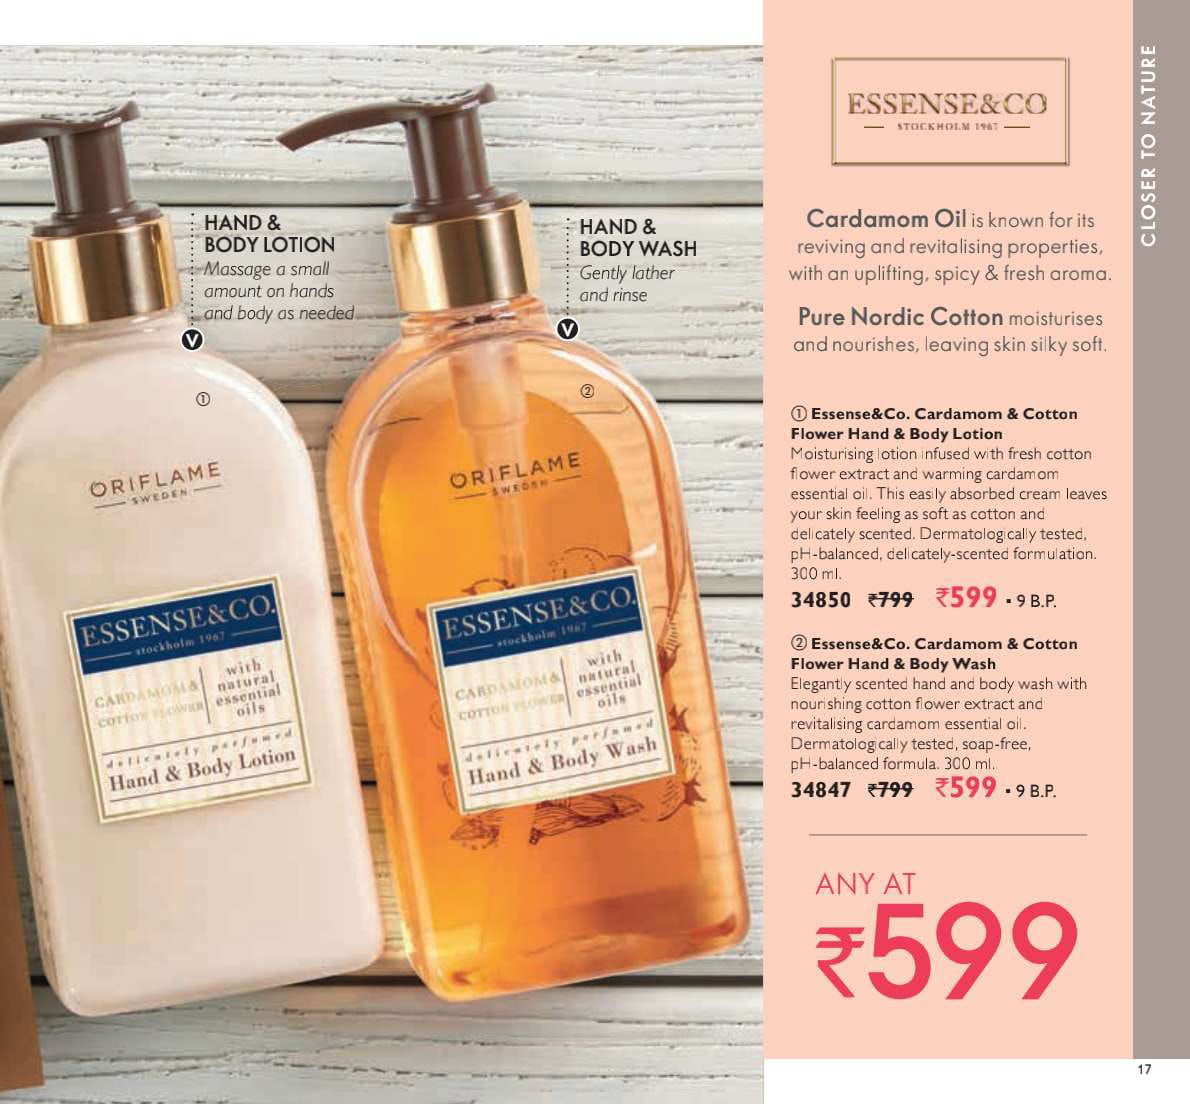 HAND &
BODY LOTION
Massage a small
amount on hands
and body as needed
V
①
ORIFLAME
SWEDEN
ESSENSE&CO.
stockholm 1967
CARDAMOM &
COTTON FLOWER
with
natural
essential
oils
delicately perfumed
Hand & Body Lotion
HAND &
BODY WASH
Gently lather
and rinse
V
②
ORIFLAME
SWEDEN
ESSENSE&CO.
stockholm 1967
CARDAMOM &
COTTON FLOWER
with
natural
essential
oils
delicately perfumed
Hand & Body Wash
ESSENSE&CO
STOCKHOLM 1967
Cardamom Oil is known for its
reviving and revitalising properties,
with an uplifting, spicy & fresh aroma.
Pure Nordic Cotton moisturises
and nourishes, leaving skin silky soft.
① Essense&Co. Cardamom & Cotton
Flower Hand & Body Lotion
Moisturising lotion infused with fresh cotton
flower extract and warming cardamom
essential oil. This easily absorbed cream leaves
your skin feeling as soft as cotton and
delicately scented. Dermatologically tested,
pH-balanced, delicately-scented formulation.
300 ml.
34850 ₹799 ₹599 • 9 B.P.
② Essense&Co. Cardamom & Cotton
Flower Hand & Body Wash
Elegantly scented hand and body wash with
nourishing cotton flower extract and
revitalising cardamom essential oil.
Dermatologically tested, soap-free,
pH-balanced formula. 300 ml.
34847 ₹799 ₹599 • 9 B.P.
ANY AT
₹599
CLOSER TO NATURE
17